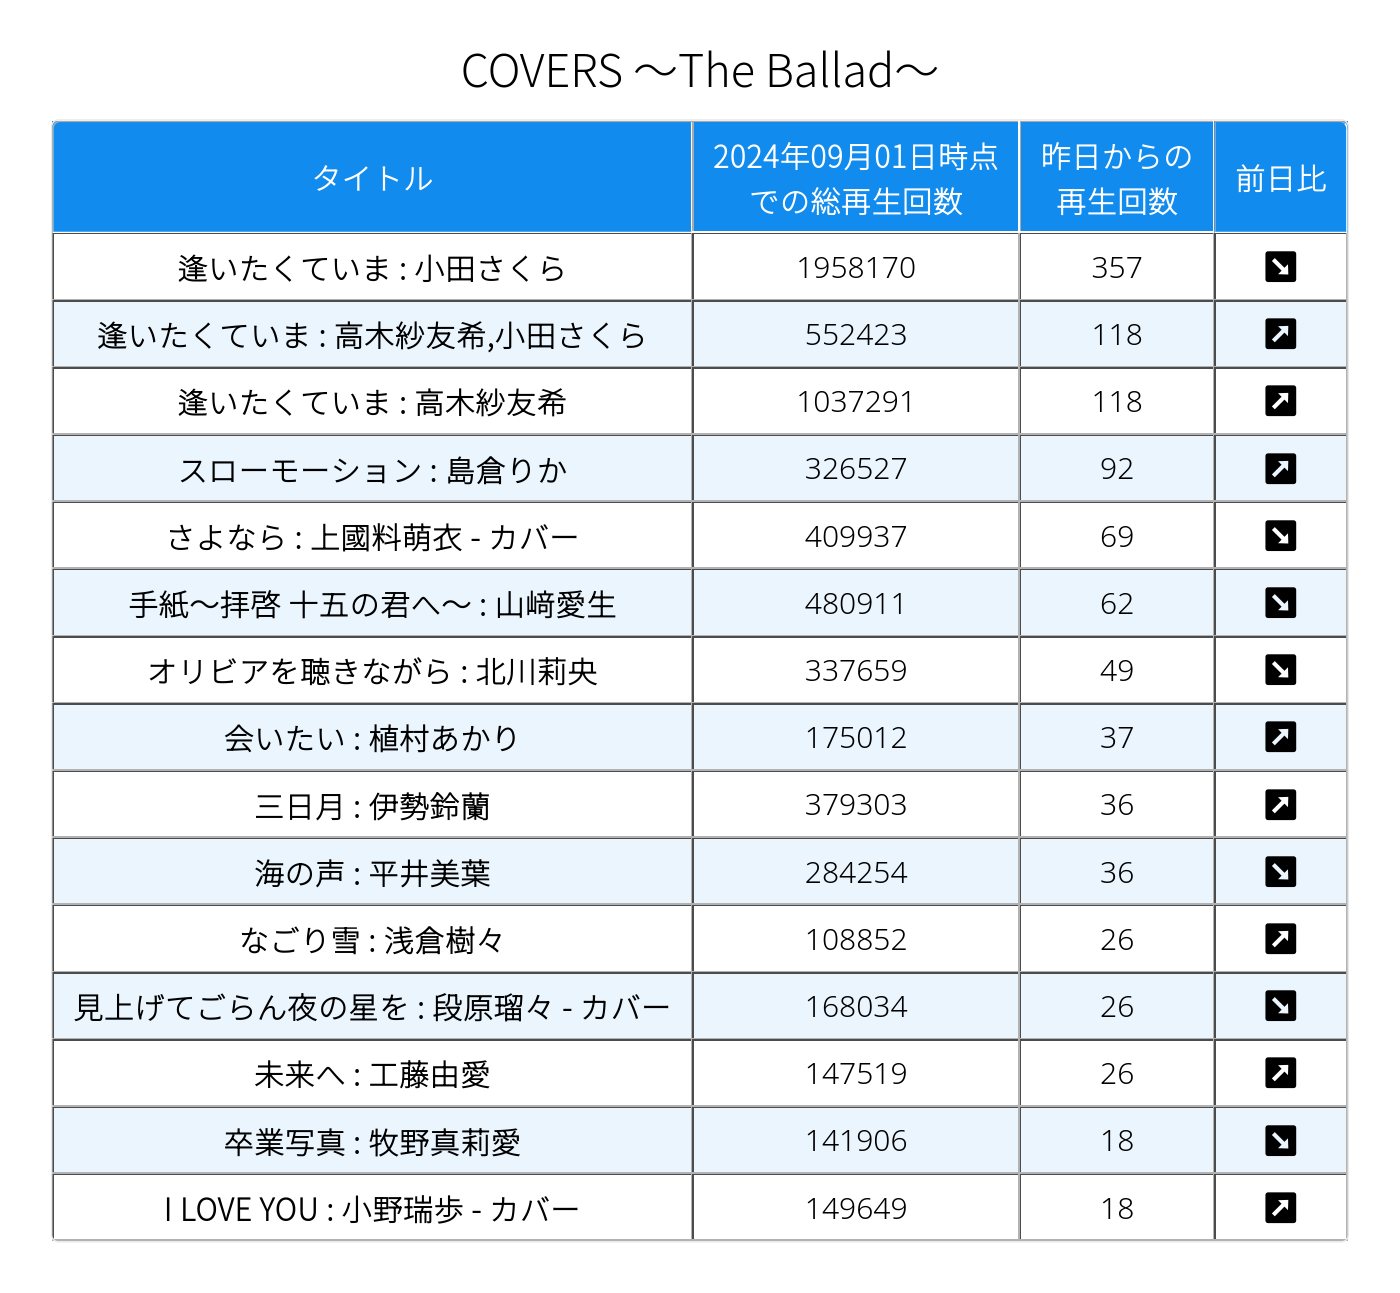 COVERS ～The Ballad～
タイトル 2024年09月01日時点での総再生回数 昨日からの再生回数 前日比
逢いたくていま : 小田さくら 1958170 357 ↘
逢いたくていま : 高木紗友希,小田さくら 552423 118 ↗
逢いたくていま : 高木紗友希 1037291 118 ↗
スローモーション : 島倉りか 326527 92 ↗
さよなら : 上國料萌衣 - カバー 409937 69 ↘
手紙～拝啓 十五の君へ～ : 山﨑愛生 480911 62 ↘
オリビアを聴きながら : 北川莉央 337659 49 ↘
会いたい : 植村あかり 175012 37 ↗
三日月 : 伊勢鈴蘭 379303 36 ↗
海の声 : 平井美葉 284254 36 ↘
なごり雪 : 浅倉樹々 108852 26 ↗
見上げてごらん夜の星を : 段原瑠々 - カバー 168034 26 ↘
未来へ : 工藤由愛 147519 26 ↗
卒業写真 : 牧野真莉愛 141906 18 ↘
I LOVE YOU : 小野瑞歩 - カバー 149649 18 ↗